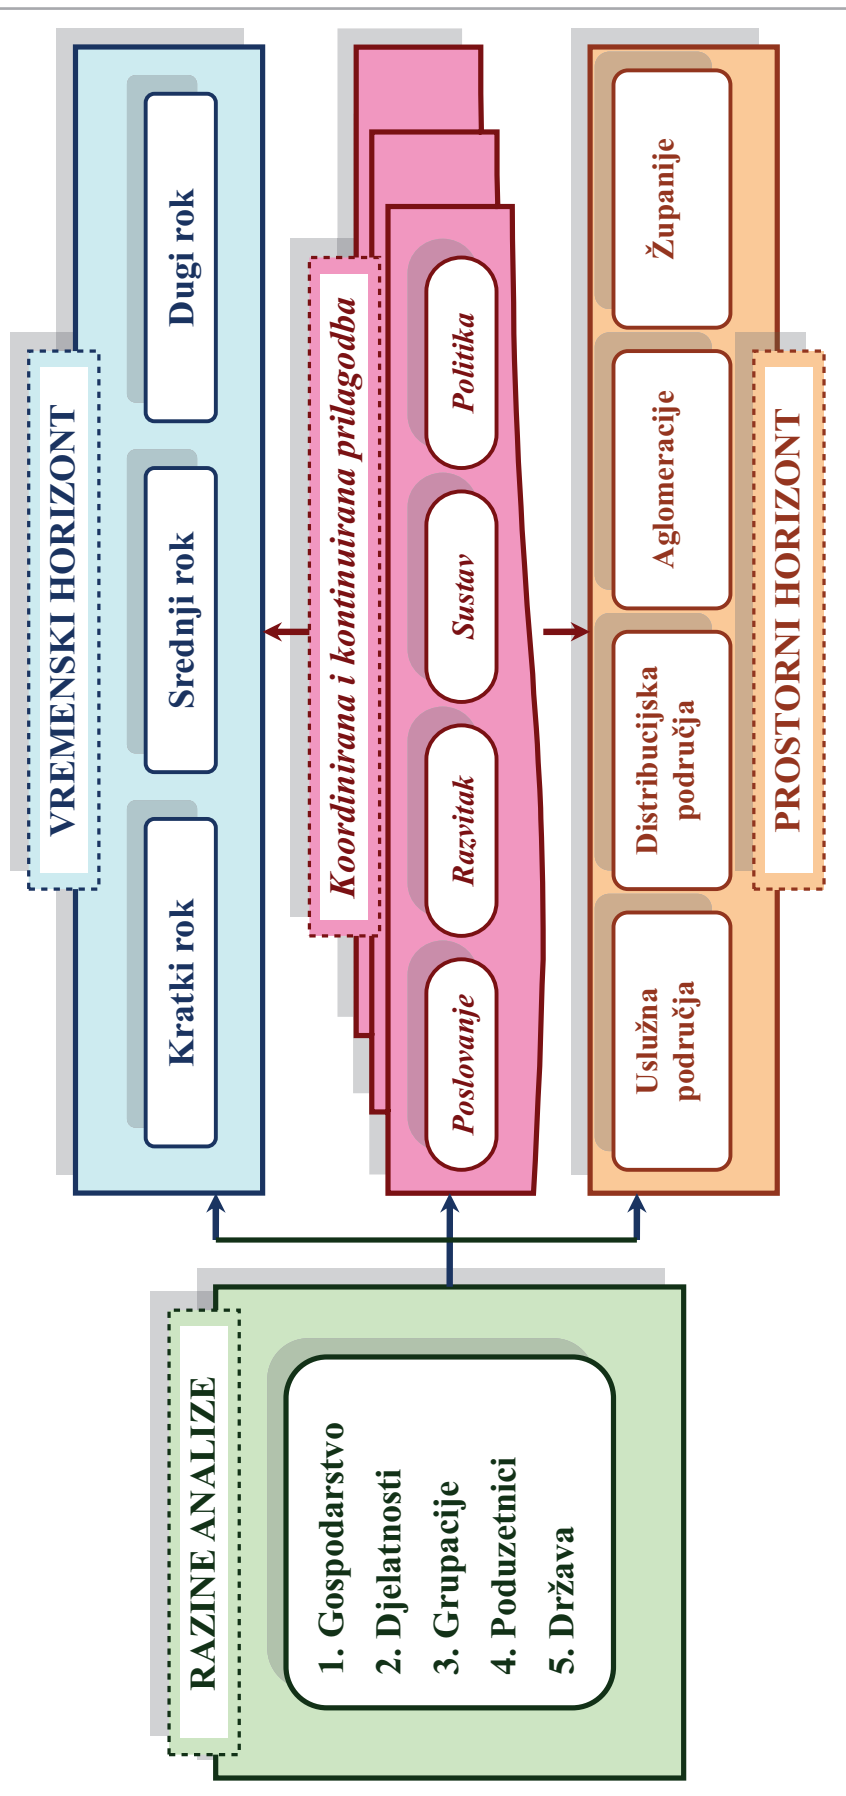 RAZINE ANALIZE
1. Gospodarstvo
2. Djelatnosti
3. Grupacije
4. Poduzetnici
5. Država
VREMENSKI HORIZONT
Kratki rok
Srednji rok
Dugi rok
Koordinirana i kontinuirana prilagodba
Poslovanje
Razvitak
Sustav
Politika
Uslužna
područja
Distribucijska
područja
Aglomeracije
Županije
PROSTORNI HORIZONT